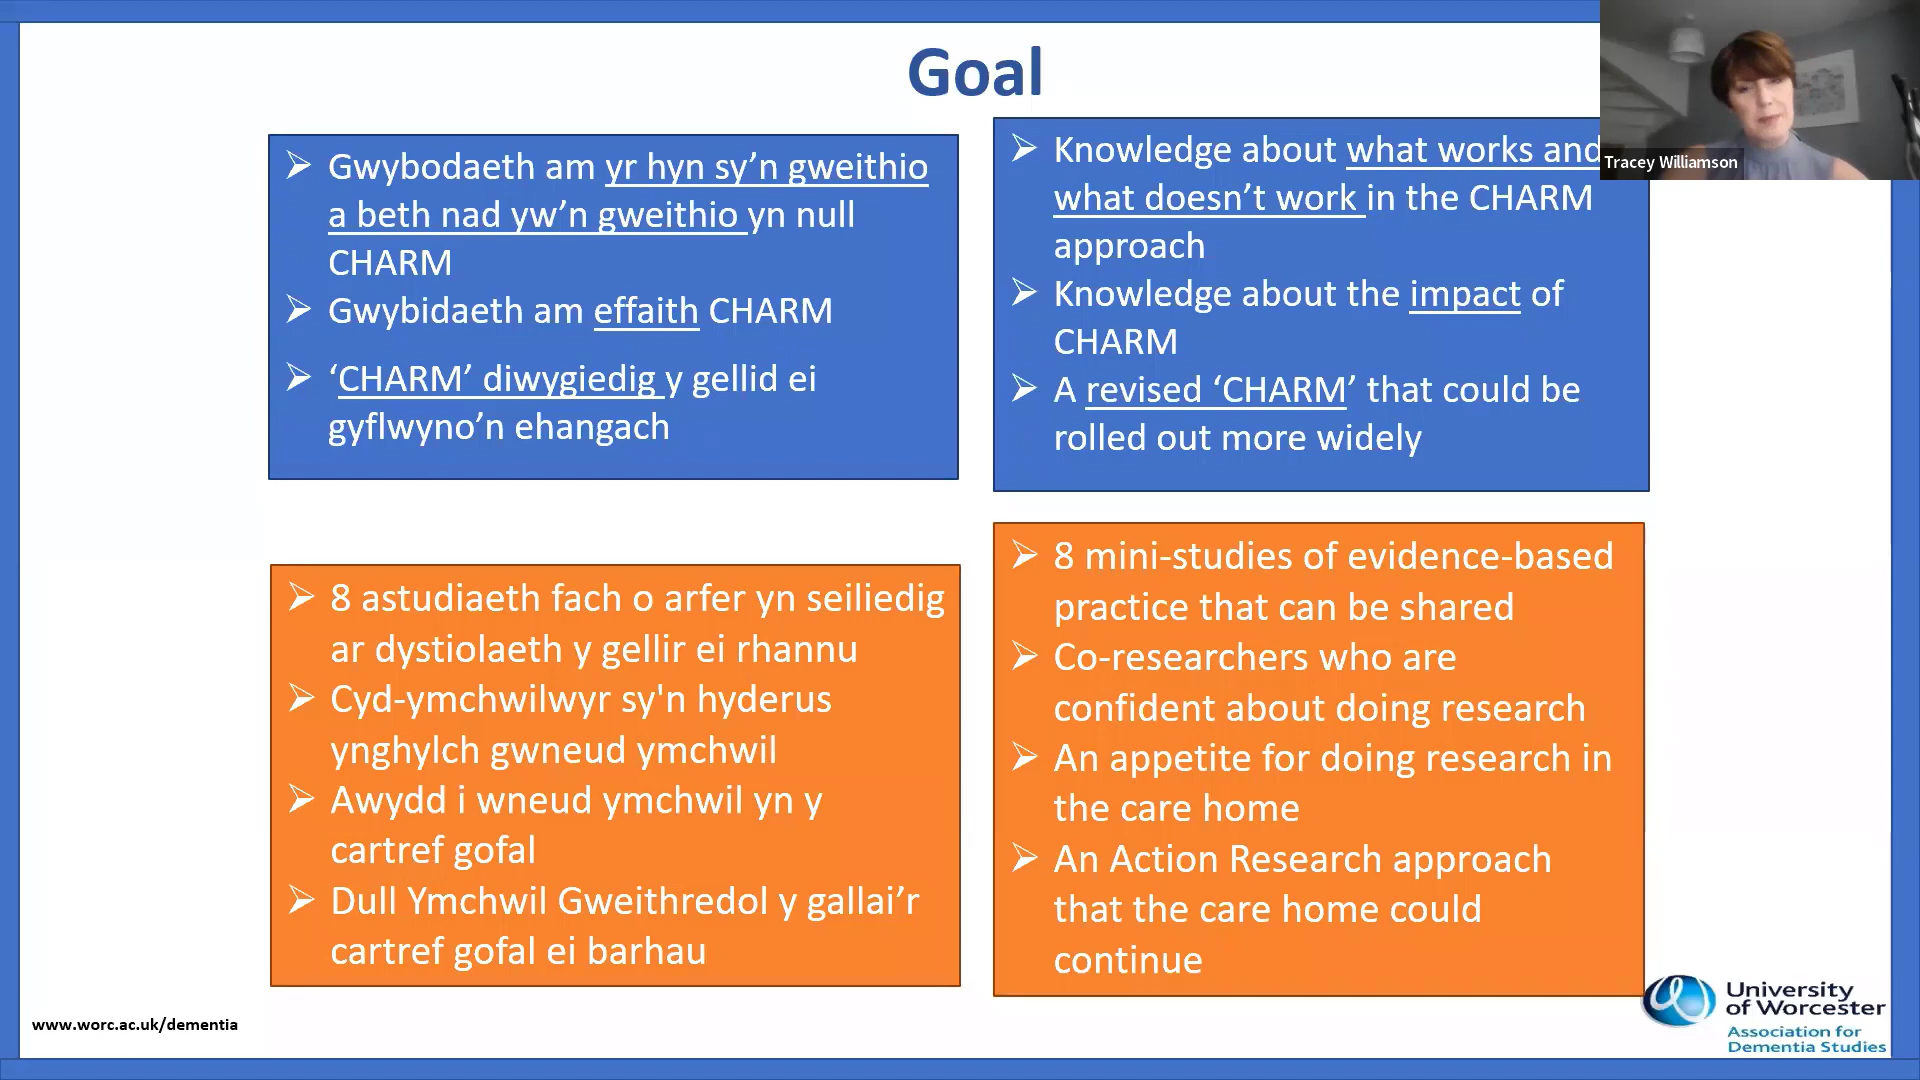 Goal
Gwybodaeth am yr hyn sy’n gweithio
a beth nad yw’n gweithio yn null
CHARM
Gwybidaeth am effaith CHARM
‘CHARM’ diwygiedig y gellid ei
gyflwyno’n ehangach
Knowledge about what works and
what doesn’t work in the CHARM
approach
Knowledge about the impact of
CHARM
A revised ‘CHARM’ that could be
rolled out more widely
8 astudiaeth fach o arfer yn seiliedig
ar dystiolaeth y gellir ei rhannu
Cyd-ymchwilwyr sy'n hyderus
ynghylch gwneud ymchwil
Awydd i wneud ymchwil yn y
cartref gofal
Dull Ymchwil Gweithredol y gallai’r
cartref gofal ei barhau
8 mini-studies of evidence-based
practice that can be shared
Co-researchers who are
confident about doing research
An appetite for doing research in
the care home
An Action Research approach
that the care home could
continue
Tracey Williamson
www.worc.ac.uk/dementia
University
of Worcester
Association for
Dementia Studies